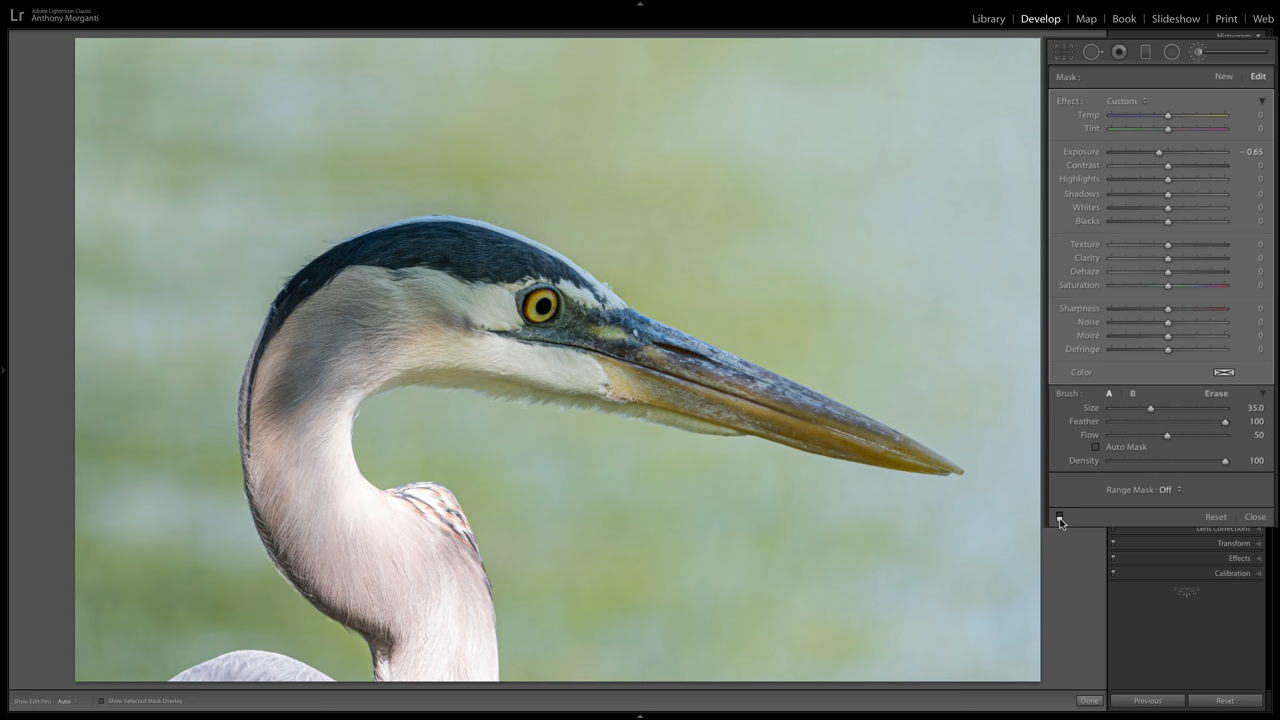 Lr
Adobe Lightroom Classic
Anthony Morganti
Library | Develop | Map | Book | Slideshow | Print | Web
Histogram
Mask : New Edit
Effect : Custom
Temp 0
Tint 0
Exposure – 0.65
Contrast 0
Highlights 0
Shadows 0
Whites 0
Blacks 0
Texture 0
Clarity 0
Dehaze 0
Saturation 0
Sharpness 0
Noise 0
Moiré 0
Defringe 0
Color
Brush : A B Erase
Size 35.0
Feather 100
Flow 50
Auto Mask
Density 100
Range Mask : Off
Reset Close
Lens Corrections
Transform
Effects
Calibration
Show Edit Pins : Auto Show Selected Mask Overlay Done Previous Reset